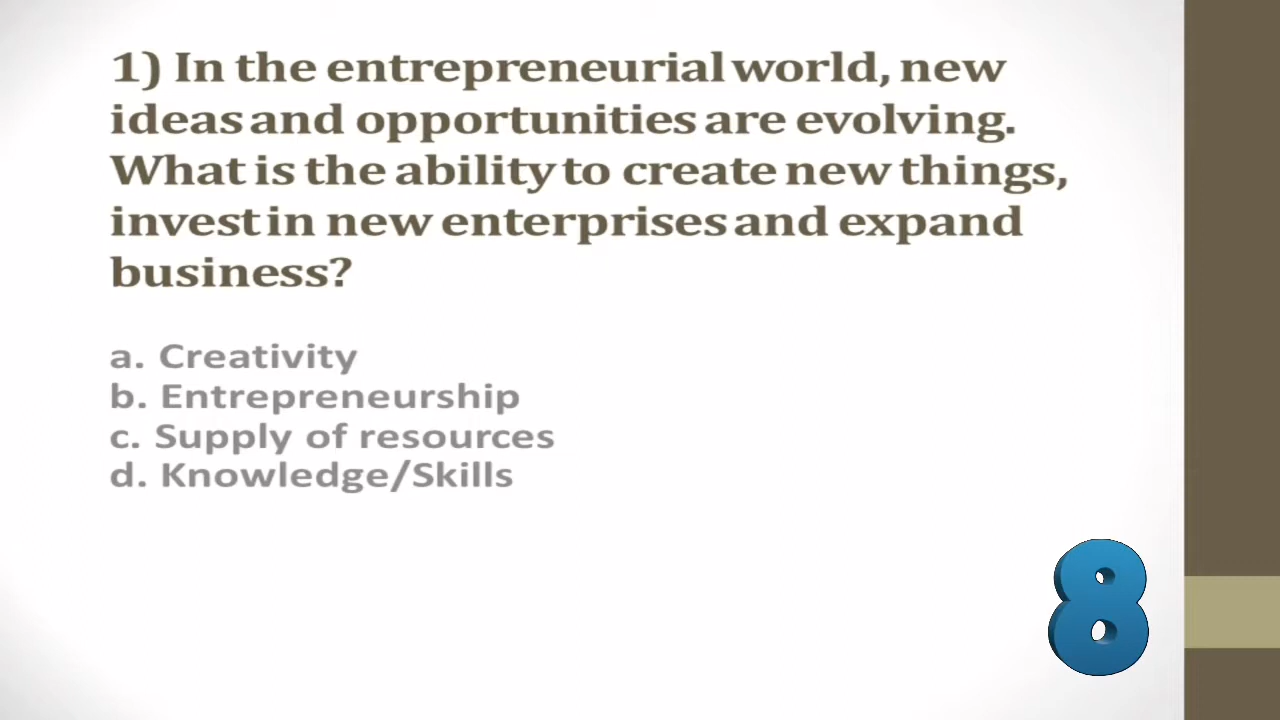 1) In the entrepreneurial world, new
ideas and opportunities are evolving.
What is the ability to create new things,
invest in new enterprises and expand
business?
a. Creativity
b. Entrepreneurship
c. Supply of resources
d. Knowledge/Skills
8